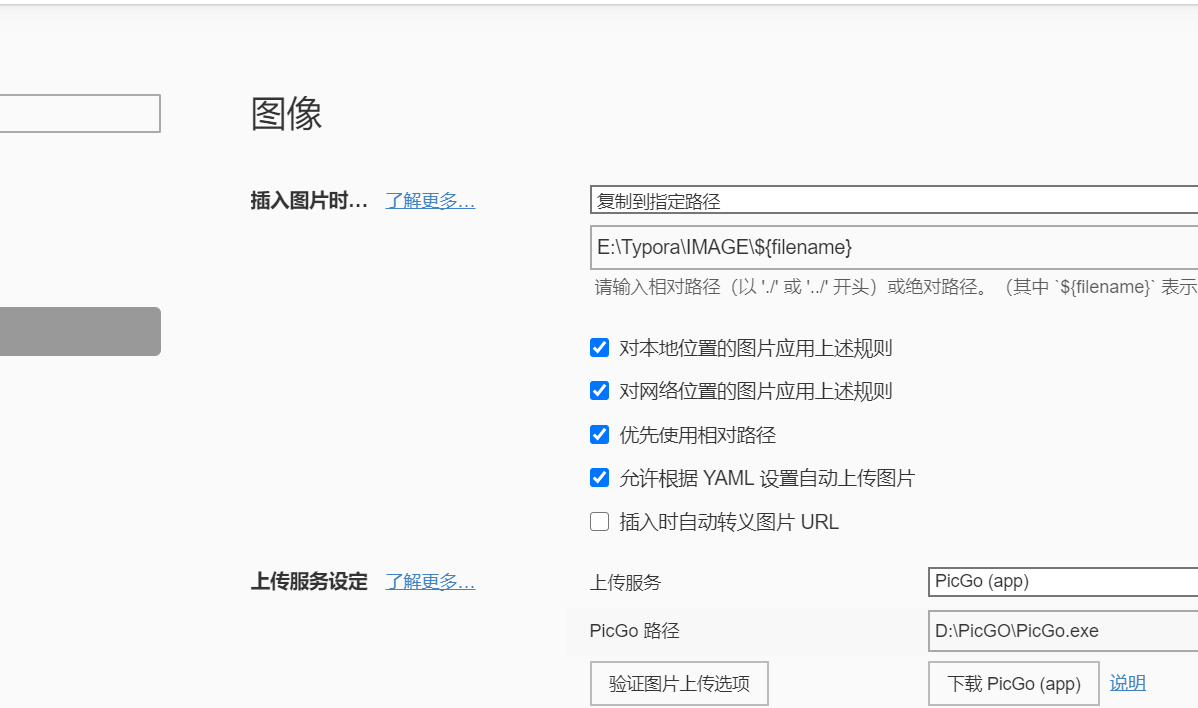 图像
插入图片时... 了解更多... 复制到指定路径
E:\Typora\IMAGE\${filename}
请输入相对路径（以 './' 或 '../' 开头）或绝对路径。（其中 `${filename}` 表示
对本地位置的图片应用上述规则
对网络位置的图片应用上述规则
优先使用相对路径
允许根据 YAML 设置自动上传图片
插入时自动转义图片 URL
上传服务设定 了解更多... 上传服务 PicGo (app)
PicGo 路径 D:\PicGO\PicGo.exe
验证图片上传选项 下载 PicGo (app) 说明